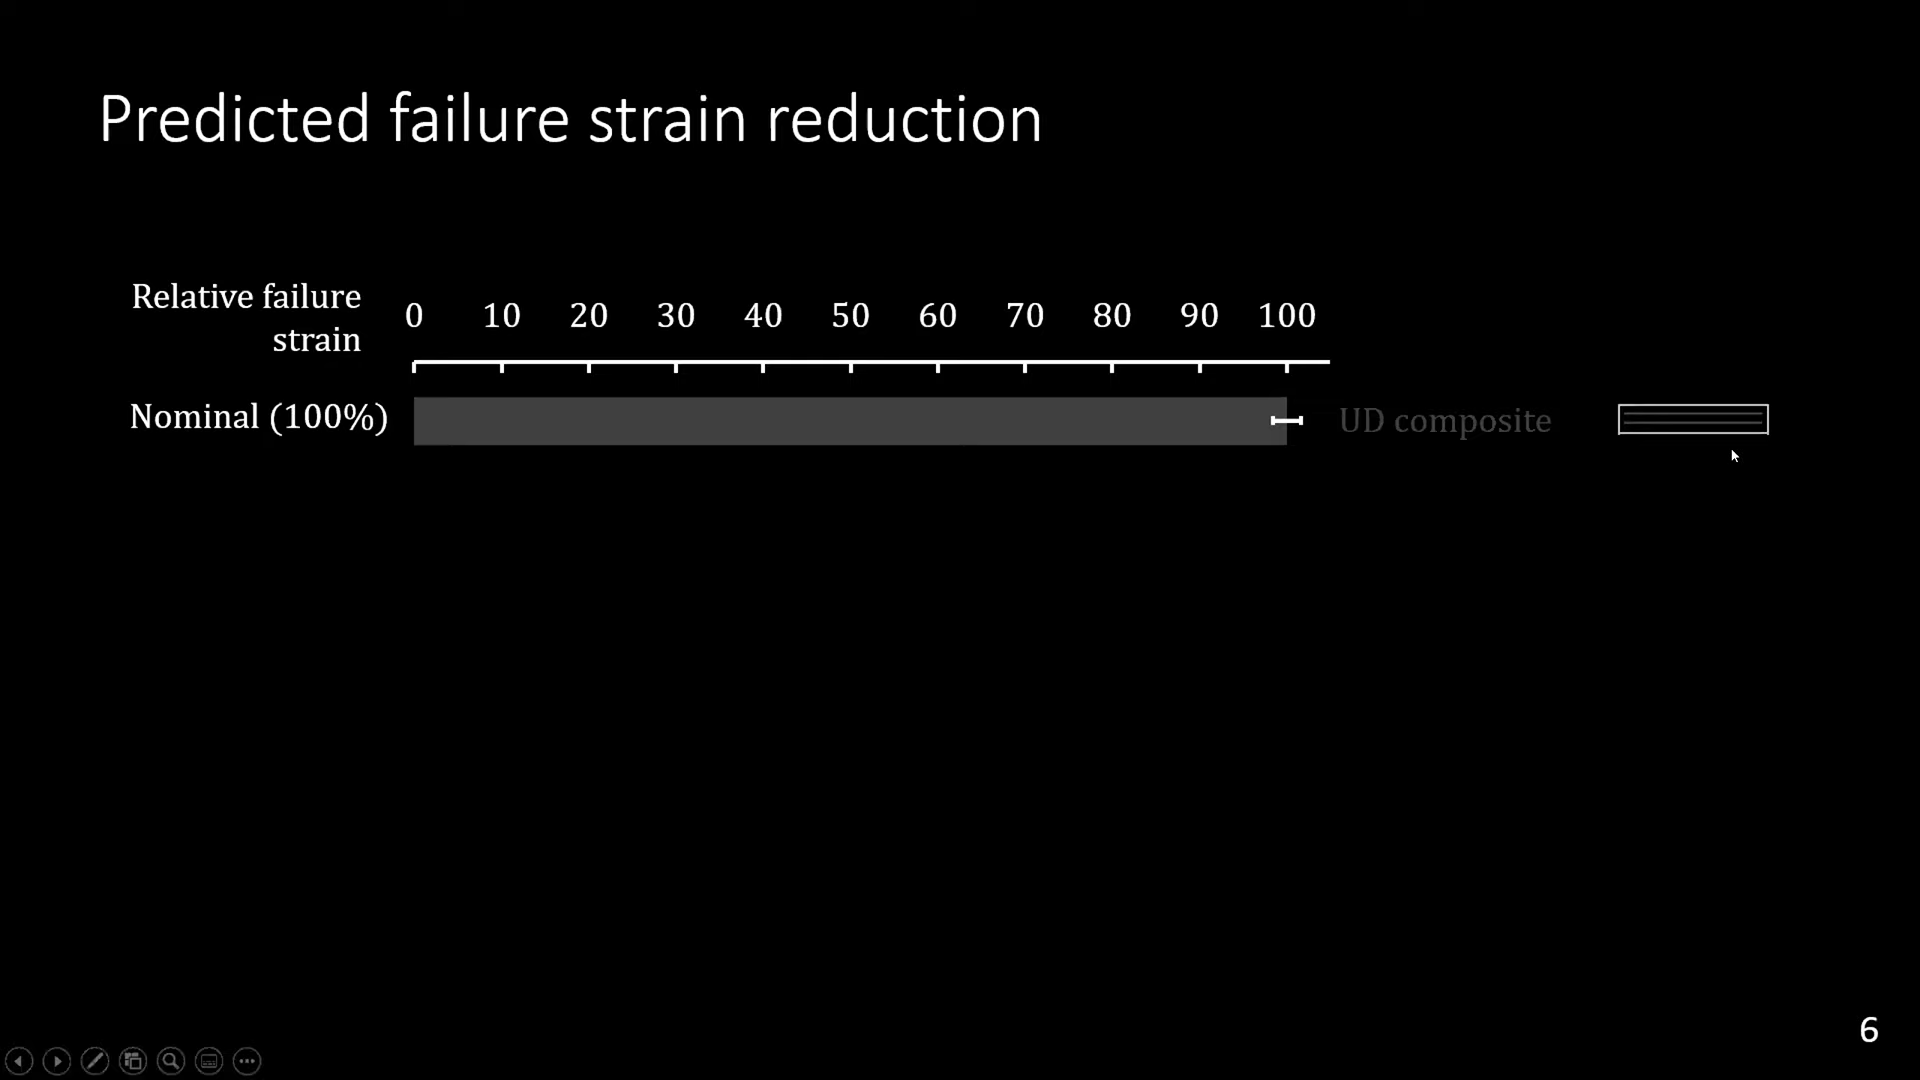 Predicted failure strain reduction
Relative failure
strain
0 10 20 30 40 50 60 70 80 90 100
Nominal (100%)
UD composite
6